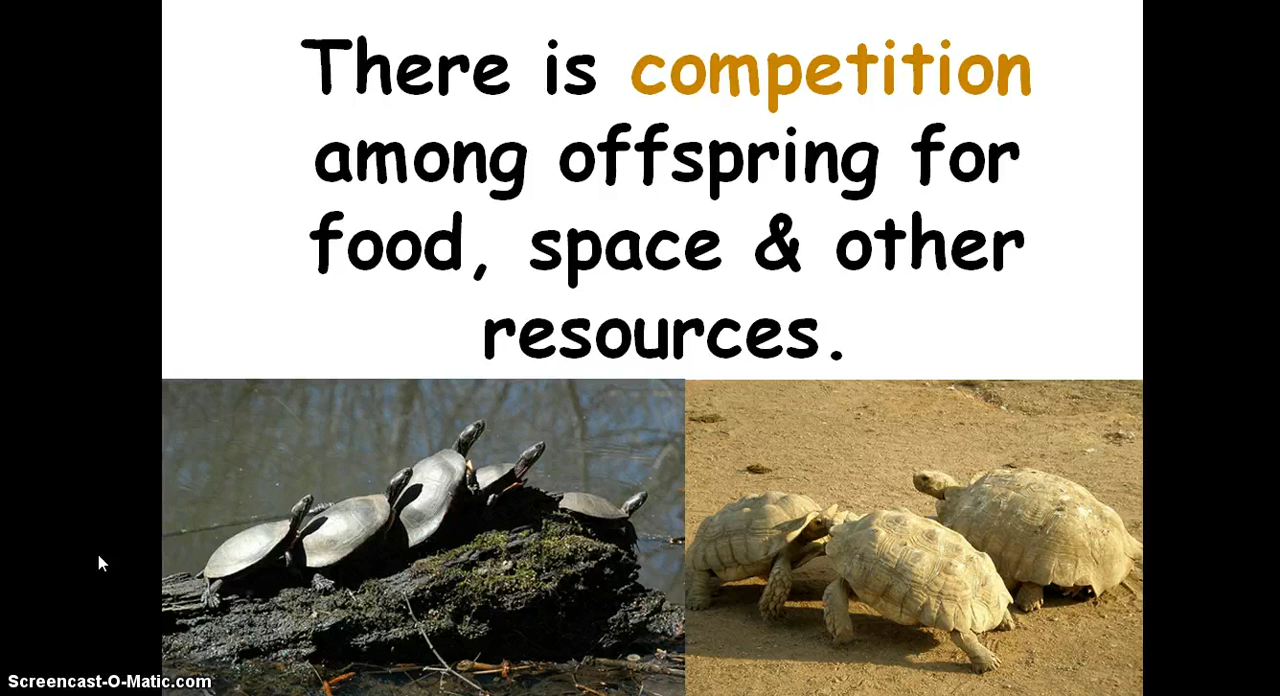 There is competition
among offspring for
food, space & other
resources.
Screencast-O-Matic.com